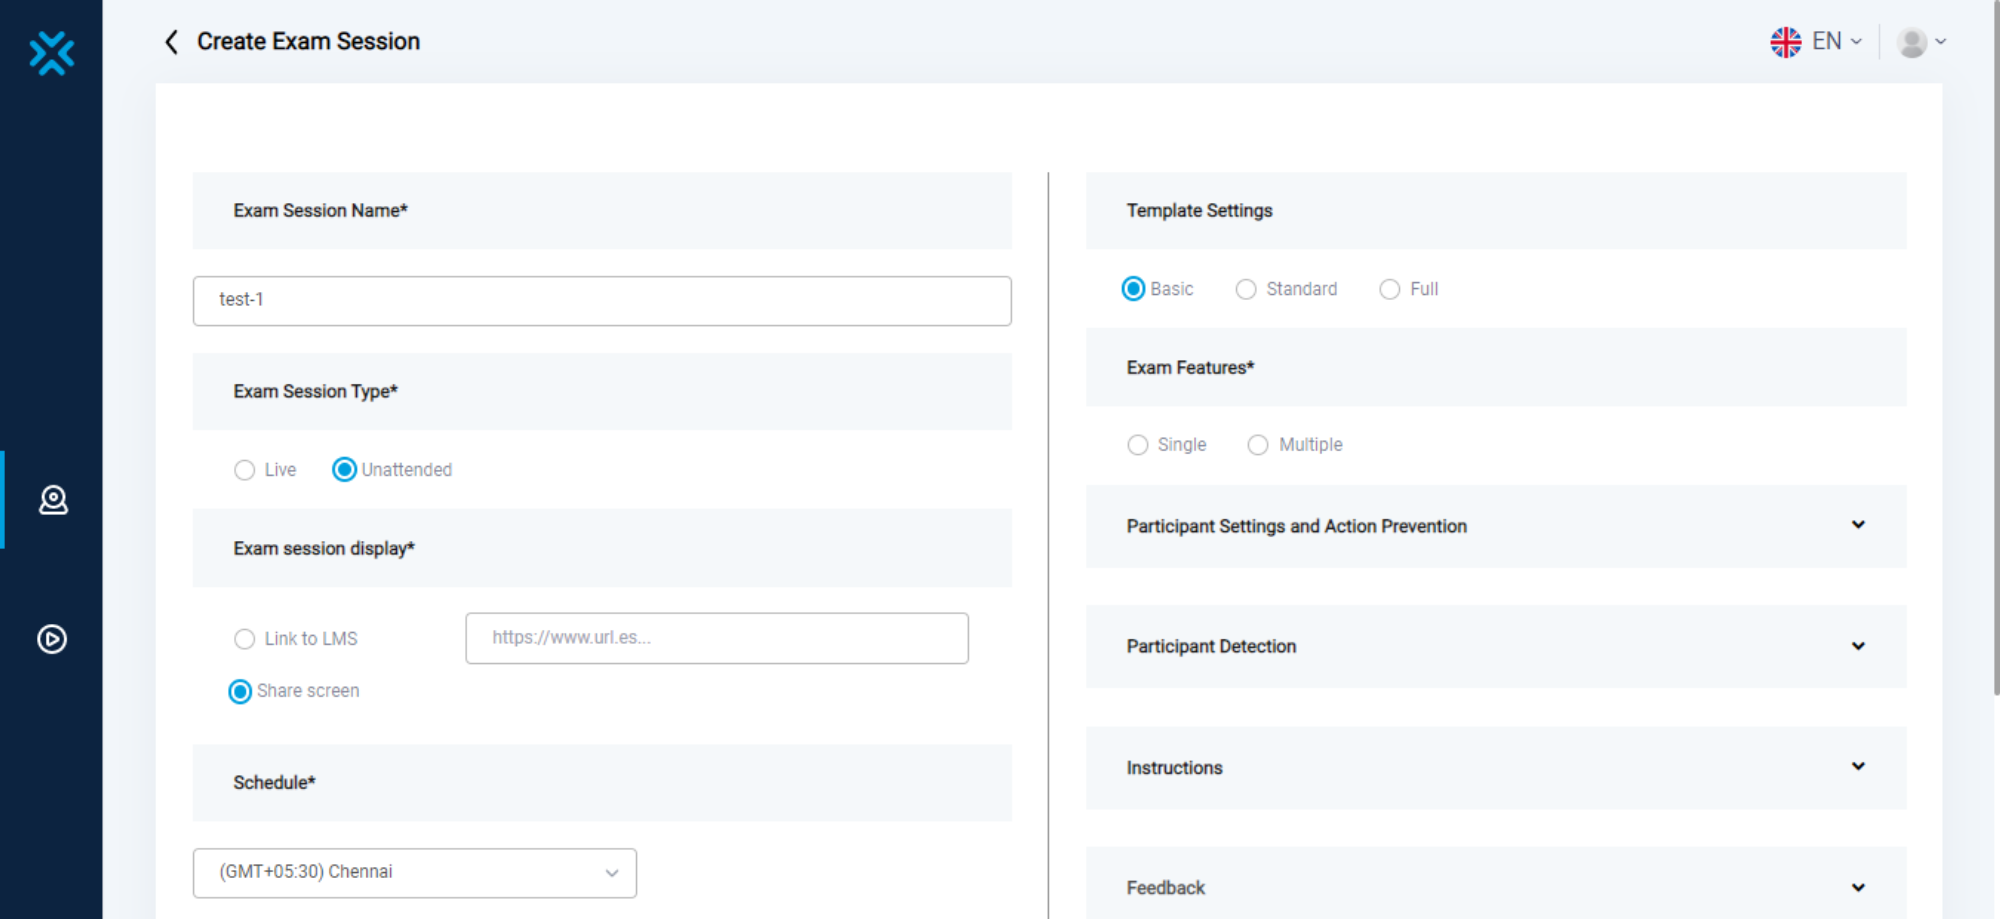 Create Exam Session
EN
Exam Session Name*
test-1
Exam Session Type*
Live Unattended
Exam session display*
Link to LMS https://www.url.es...
Share screen
Schedule*
(GMT+05:30) Chennai
Template Settings
Basic Standard Full
Exam Features*
Single Multiple
Participant Settings and Action Prevention
Participant Detection
Instructions
Feedback